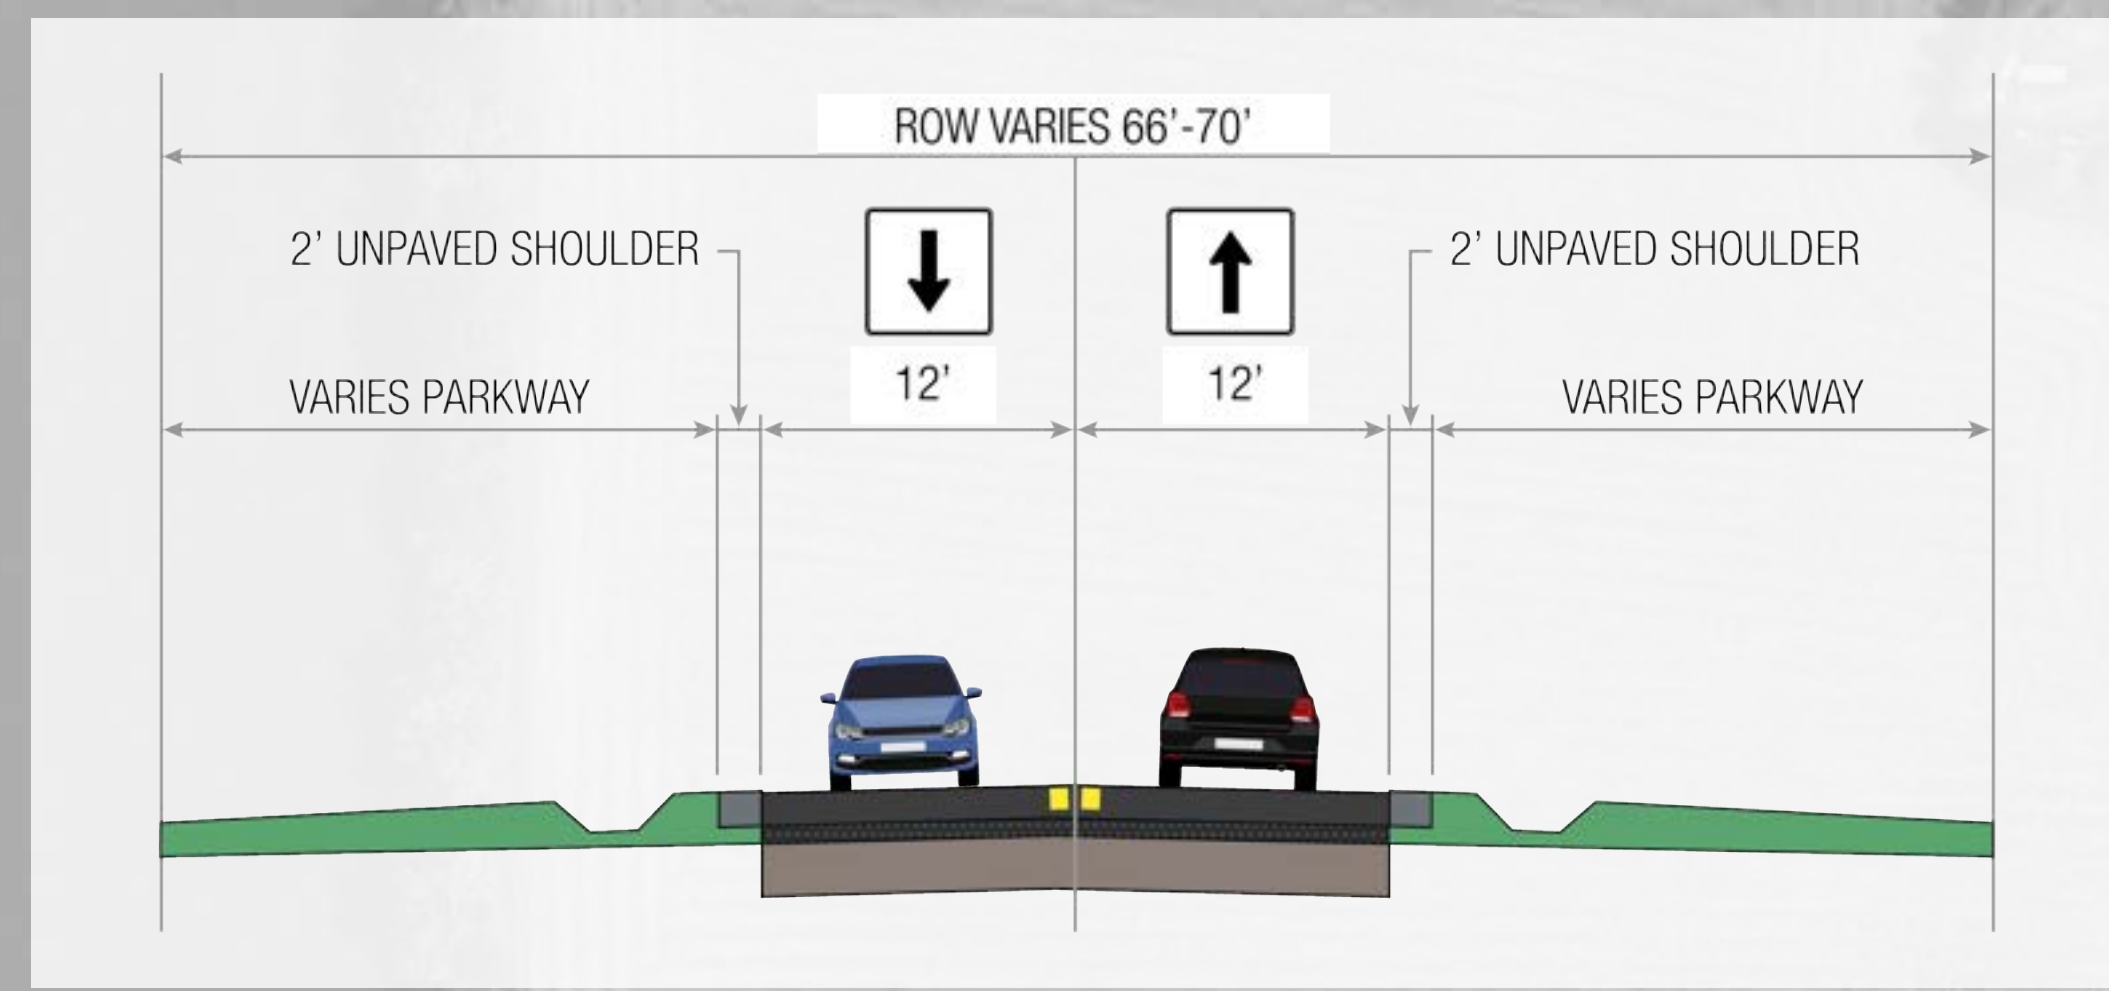 ROW VARIES 66'-70'
2' UNPAVED SHOULDER
2' UNPAVED SHOULDER
12'
12'
VARIES PARKWAY
VARIES PARKWAY